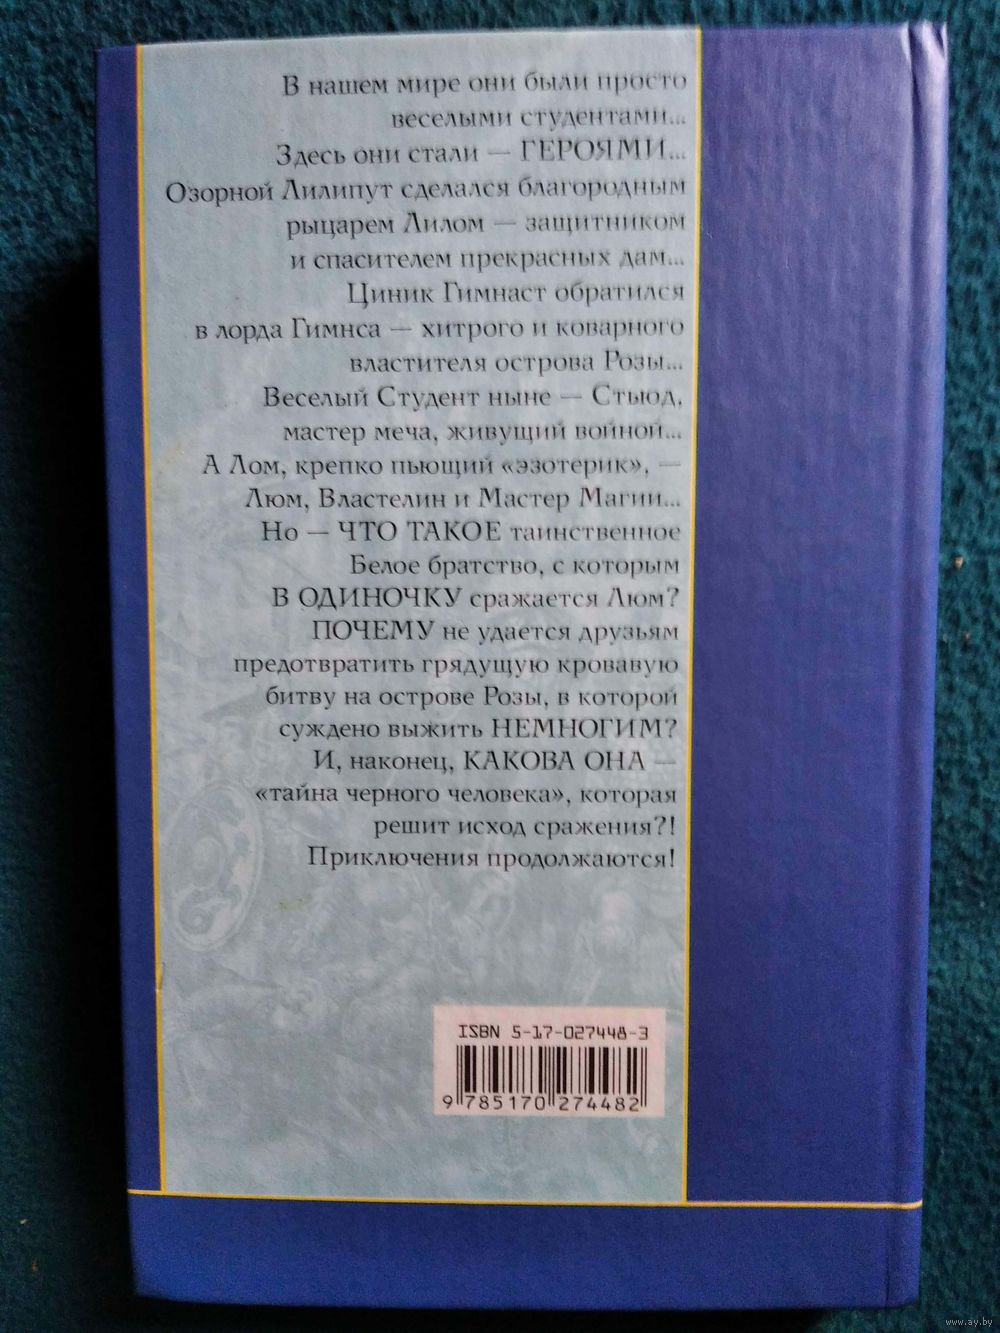 В нашем мире они были просто
веселыми студентами...
Здесь они стали — ГЕРОЯМИ...
Озорной Лилипут сделался благородным
рыцарем Лилом — защитником
и спасителем прекрасных дам...
Циник Гимнаст обратился
в лорда Гимнса — хитрого и коварного
властителя острова Розы...
Веселый Студент ныне — Стьюд,
мастер меча, живущий войной...
А Лом, крепко пьющий «эзотерик», —
Люм, Властелин и Мастер Магии...
Но — ЧТО ТАКОЕ таинственное
Белое братство, с которым
В ОДИНОЧКУ сражается Люм?
ПОЧЕМУ не удается друзьям
предотвратить грядущую кровавую
битву на острове Розы, в которой
суждено выжить НЕМНОГИМ?
И, наконец, КАКОВА ОНА —
«тайна черного человека», которая
решит исход сражения?!
Приключения продолжаются!
ISBN 5-17-027448-3
9 785170 274482
www.ay.by